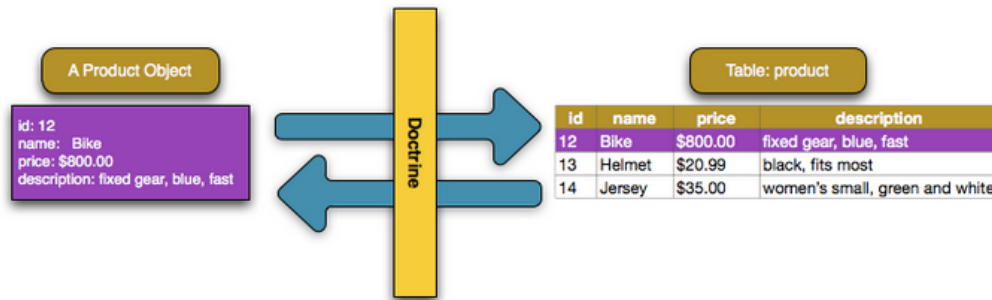 A Product Object
id: 12
name: Bike
price: $800.00
description: fixed gear, blue, fast
Doctrine
Table: product
id name price description
12 Bike $800.00 fixed gear, blue, fast
13 Helmet $20.99 black, fits most
14 Jersey $35.00 women's small, green and white